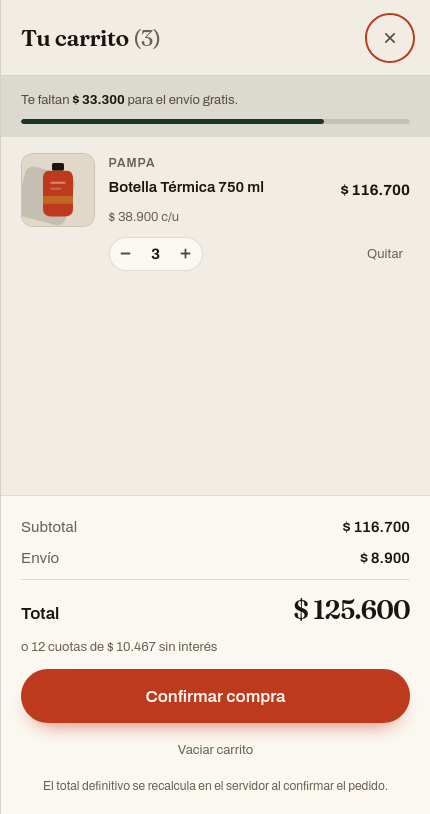 Tu carrito (3)
Te faltan $ 33.300 para el envío gratis.
PAMPA
Botella Térmica 750 ml
$ 116.700
$ 38.900 c/u
− 3 +
Quitar
Subtotal
$ 116.700
Envío
$ 8.900
Total
$ 125.600
o 12 cuotas de $ 10.467 sin interés
Confirmar compra
Vaciar carrito
El total definitivo se recalcula en el servidor al confirmar el pedido.